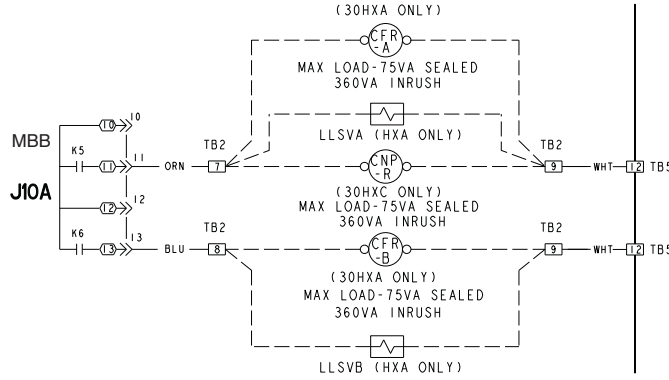 (30HXA ONLY)
CFR
-A
MAX LOAD-75VA SEALED
360VA INRUSH
10 10
MBB
LLSVA (HXA ONLY)
K5 11 11 ORN TB2 7 CNP
-R TB2 9 WHT 12 TB5
J10A
(30HXC ONLY)
12 12
MAX LOAD-75VA SEALED
360VA INRUSH
K6 13 13 BLU TB2 8 CFR
-B TB2 9 WHT 12 TB5
(30HXA ONLY)
MAX LOAD-75VA SEALED
360VA INRUSH
LLSVB (HXA ONLY)